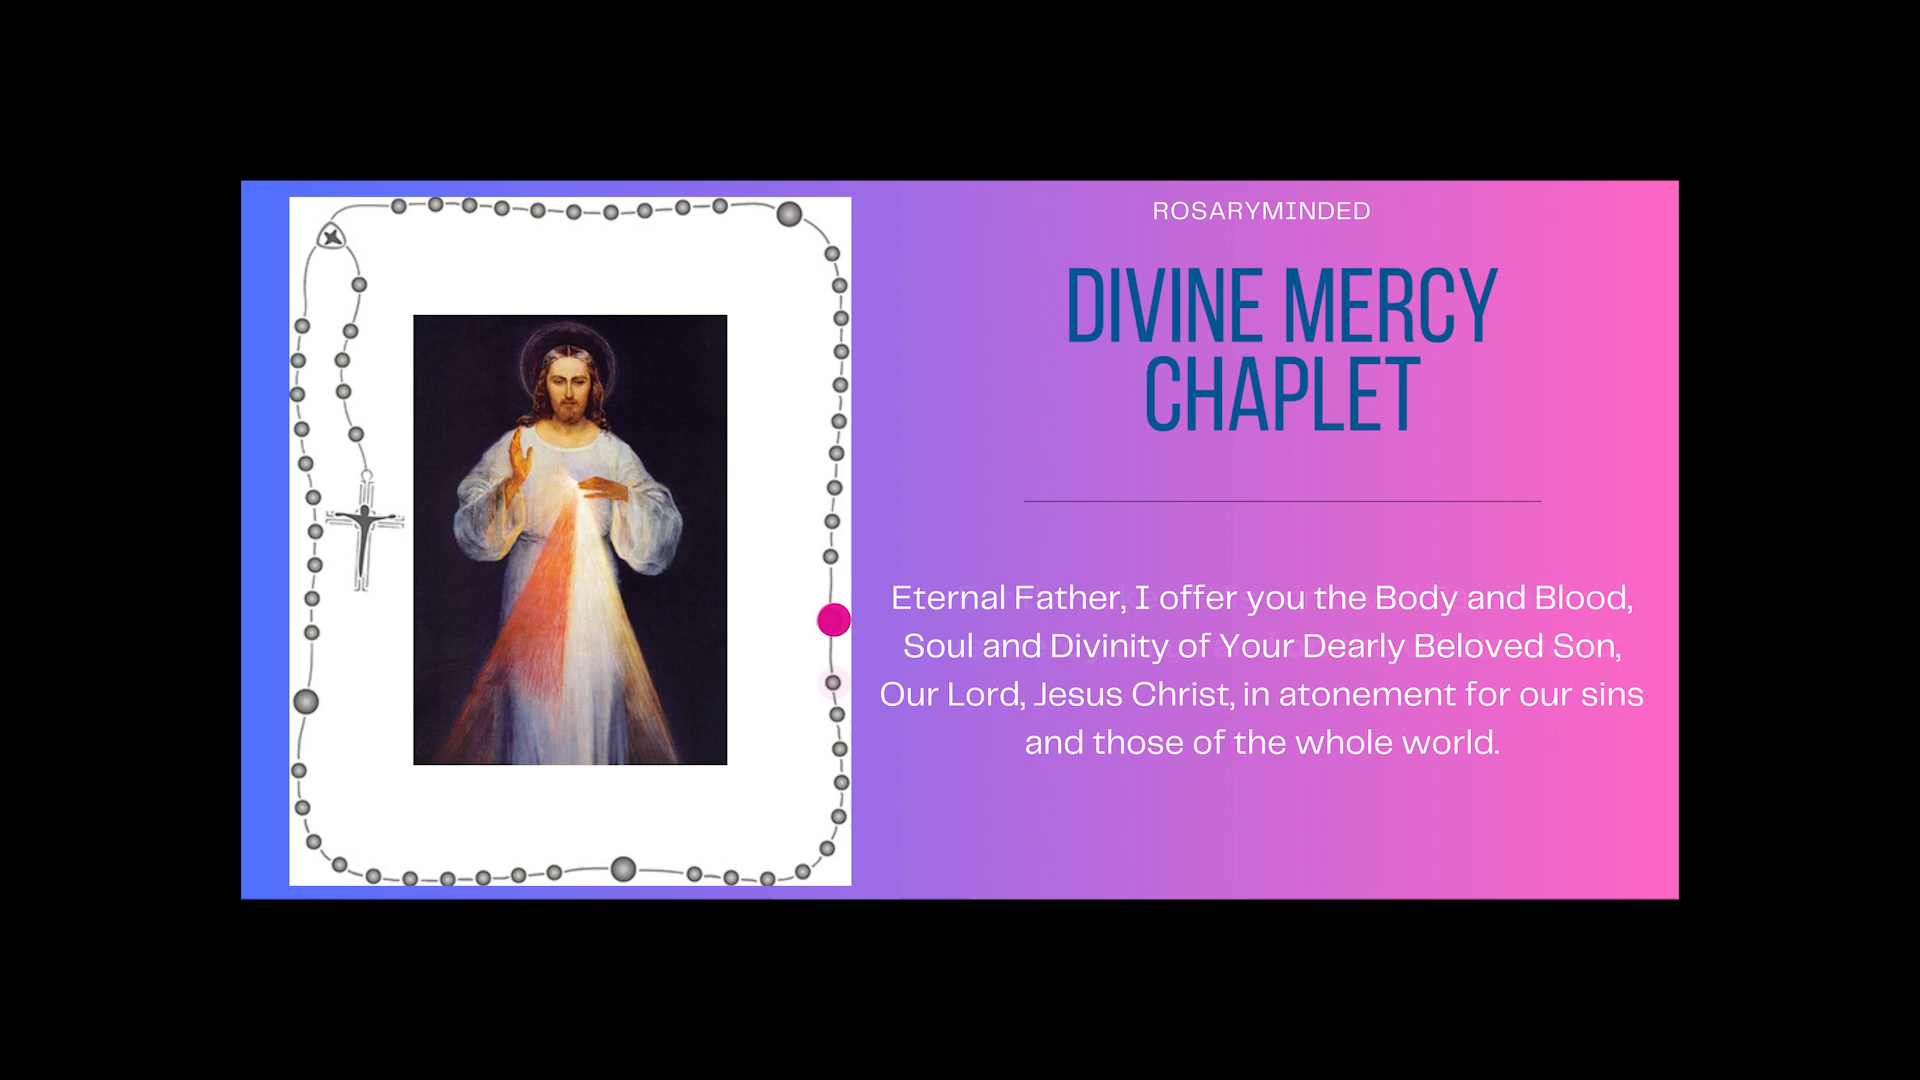 ROSARYMINDED
DIVINE MERCY
CHAPLET
Eternal Father, I offer you the Body and Blood,
Soul and Divinity of Your Dearly Beloved Son,
Our Lord, Jesus Christ, in atonement for our sins
and those of the whole world.